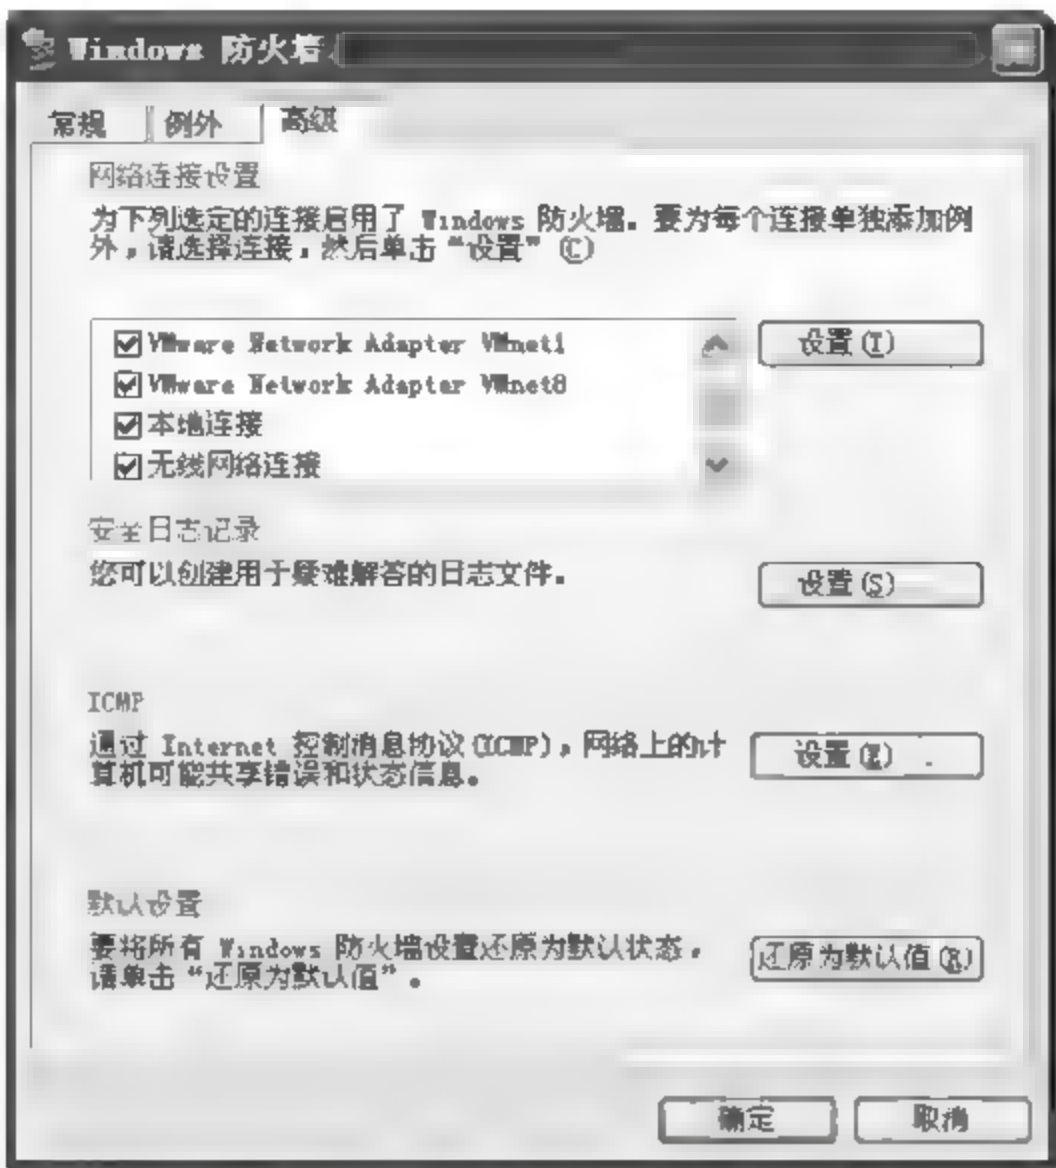 Windows 防火墙
常规
例外
高级
网络连接设置
为下列选定的连接启用了 Windows 防火墙。要为每个连接单独添加例
外，请选择连接，然后单击“设置”(C)
VMware Network Adapter VMnet1
设置(T)
VMware Network Adapter VMnet8
本地连接
无线网络连接
安全日志记录
您可以创建用于疑难解答的日志文件。
设置(S)
ICMP
通过 Internet 控制消息协议(ICMP)，网络上的计
算机可能共享错误和状态信息。
设置(E)
默认设置
要将所有 Windows 防火墙设置还原为默认状态，
请单击“还原为默认值”。
还原为默认值(R)
确定
取消